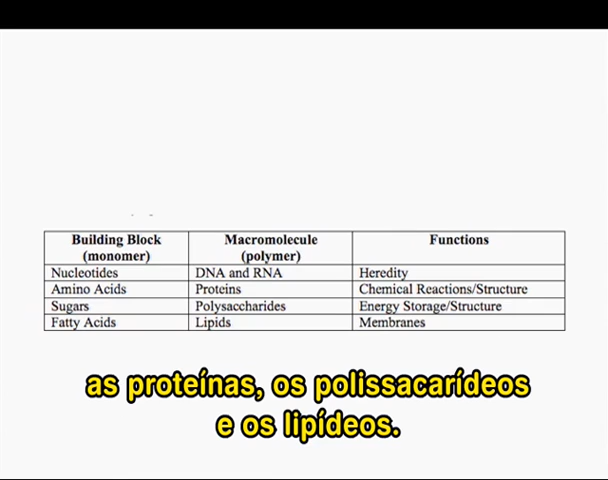 Building Block (monomer) Macromolecule (polymer) Functions
Nucleotides DNA and RNA Heredity
Amino Acids Proteins Chemical Reactions/Structure
Sugars Polysaccharides Energy Storage/Structure
Fatty Acids Lipids Membranes
as proteínas, os polissacarídeos
e os lipídeos.